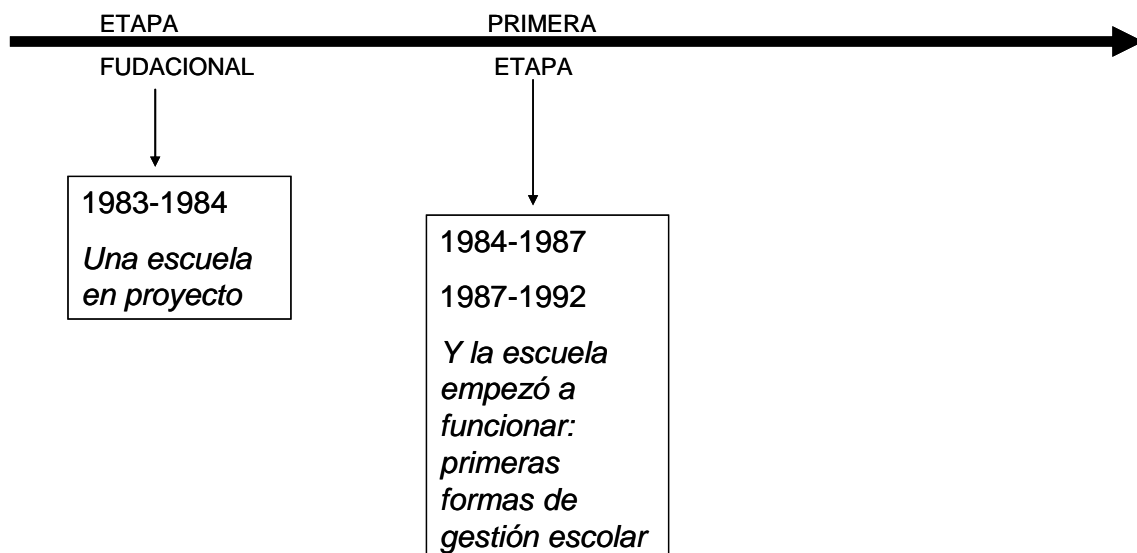 ETAPA
FUDACIONAL
1983-1984
Una escuela
en proyecto
PRIMERA
ETAPA
1984-1987
1987-1992
Y la escuela
empezó a
funcionar:
primeras
formas de
gestión escolar